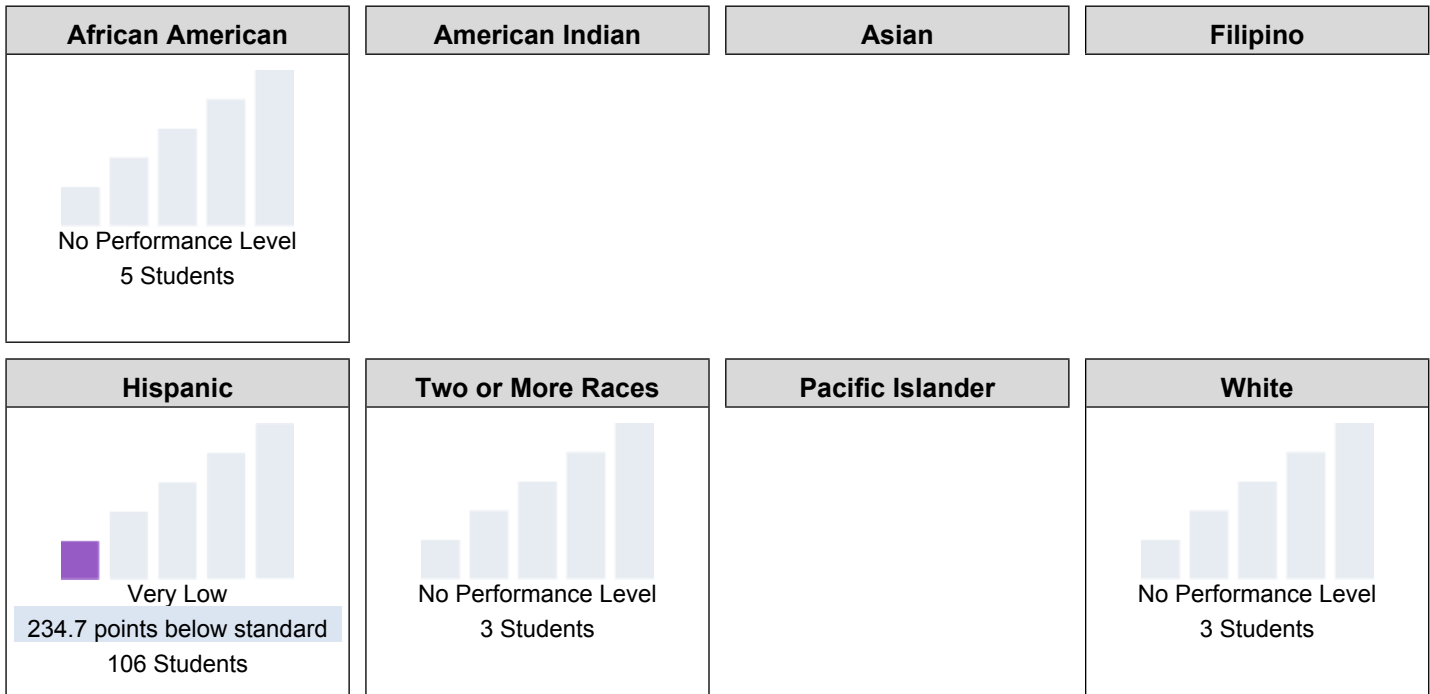 African American
American Indian
Asian
Filipino
No Performance Level
5 Students
Hispanic
Two or More Races
Pacific Islander
White
Very Low
234.7 points below standard
106 Students
No Performance Level
3 Students
No Performance Level
3 Students